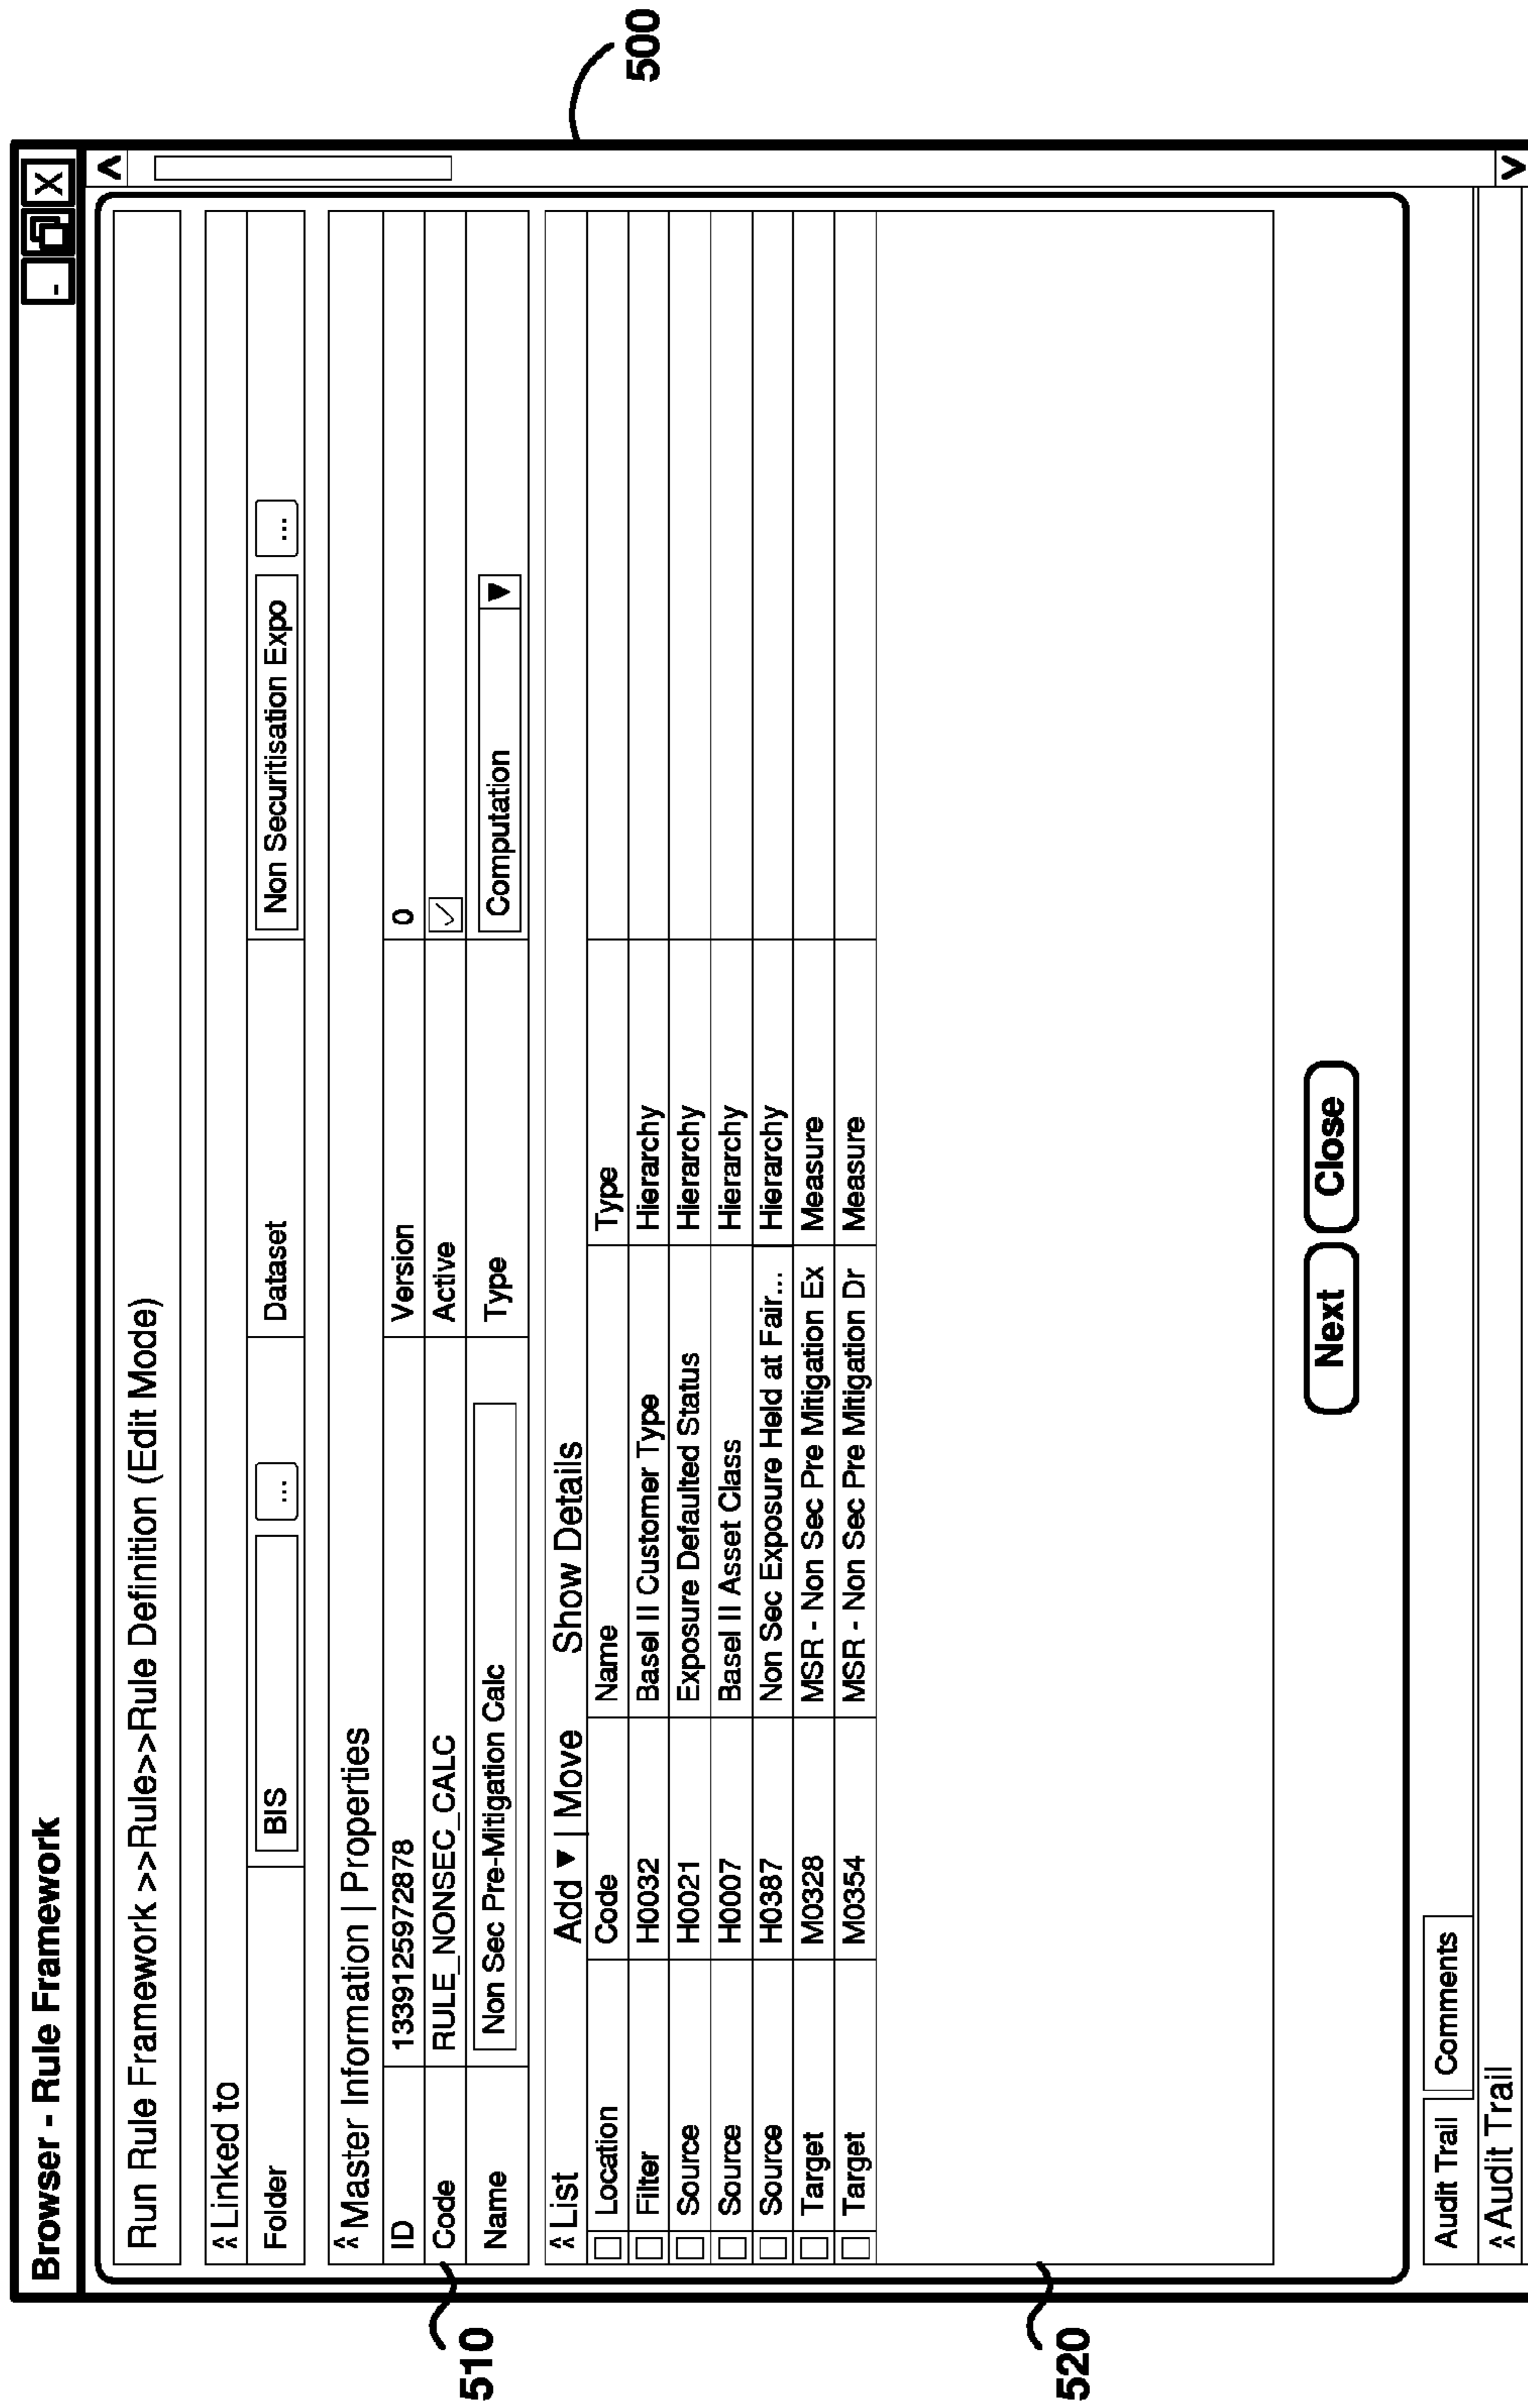 Browser - Rule Framework
- X
Run Rule Framework >>Rule>>Rule Definition (Edit Mode)
^ Linked to
Folder BIS ... Dataset Non Securitisation Expo ...
^ Master Information | Properties
ID 1339125972878 Version 0
Code RULE_NONSEC_CALC Active ✓
Name Non Sec Pre-Mitigation Calc Type Computation ▼
^ List Add ▼ | Move Show Details
Location Code Name Type
Filter H0032 Basel II Customer Type Hierarchy
Source H0021 Exposure Defaulted Status Hierarchy
Source H0007 Basel II Asset Class Hierarchy
Source H0387 Non Sec Exposure Held at Fair... Hierarchy
Target M0328 MSR - Non Sec Pre Mitigation Ex Measure
Target M0354 MSR - Non Sec Pre Mitigation Dr Measure
Next Close
Audit Trail Comments
^ Audit Trail
500
510
520